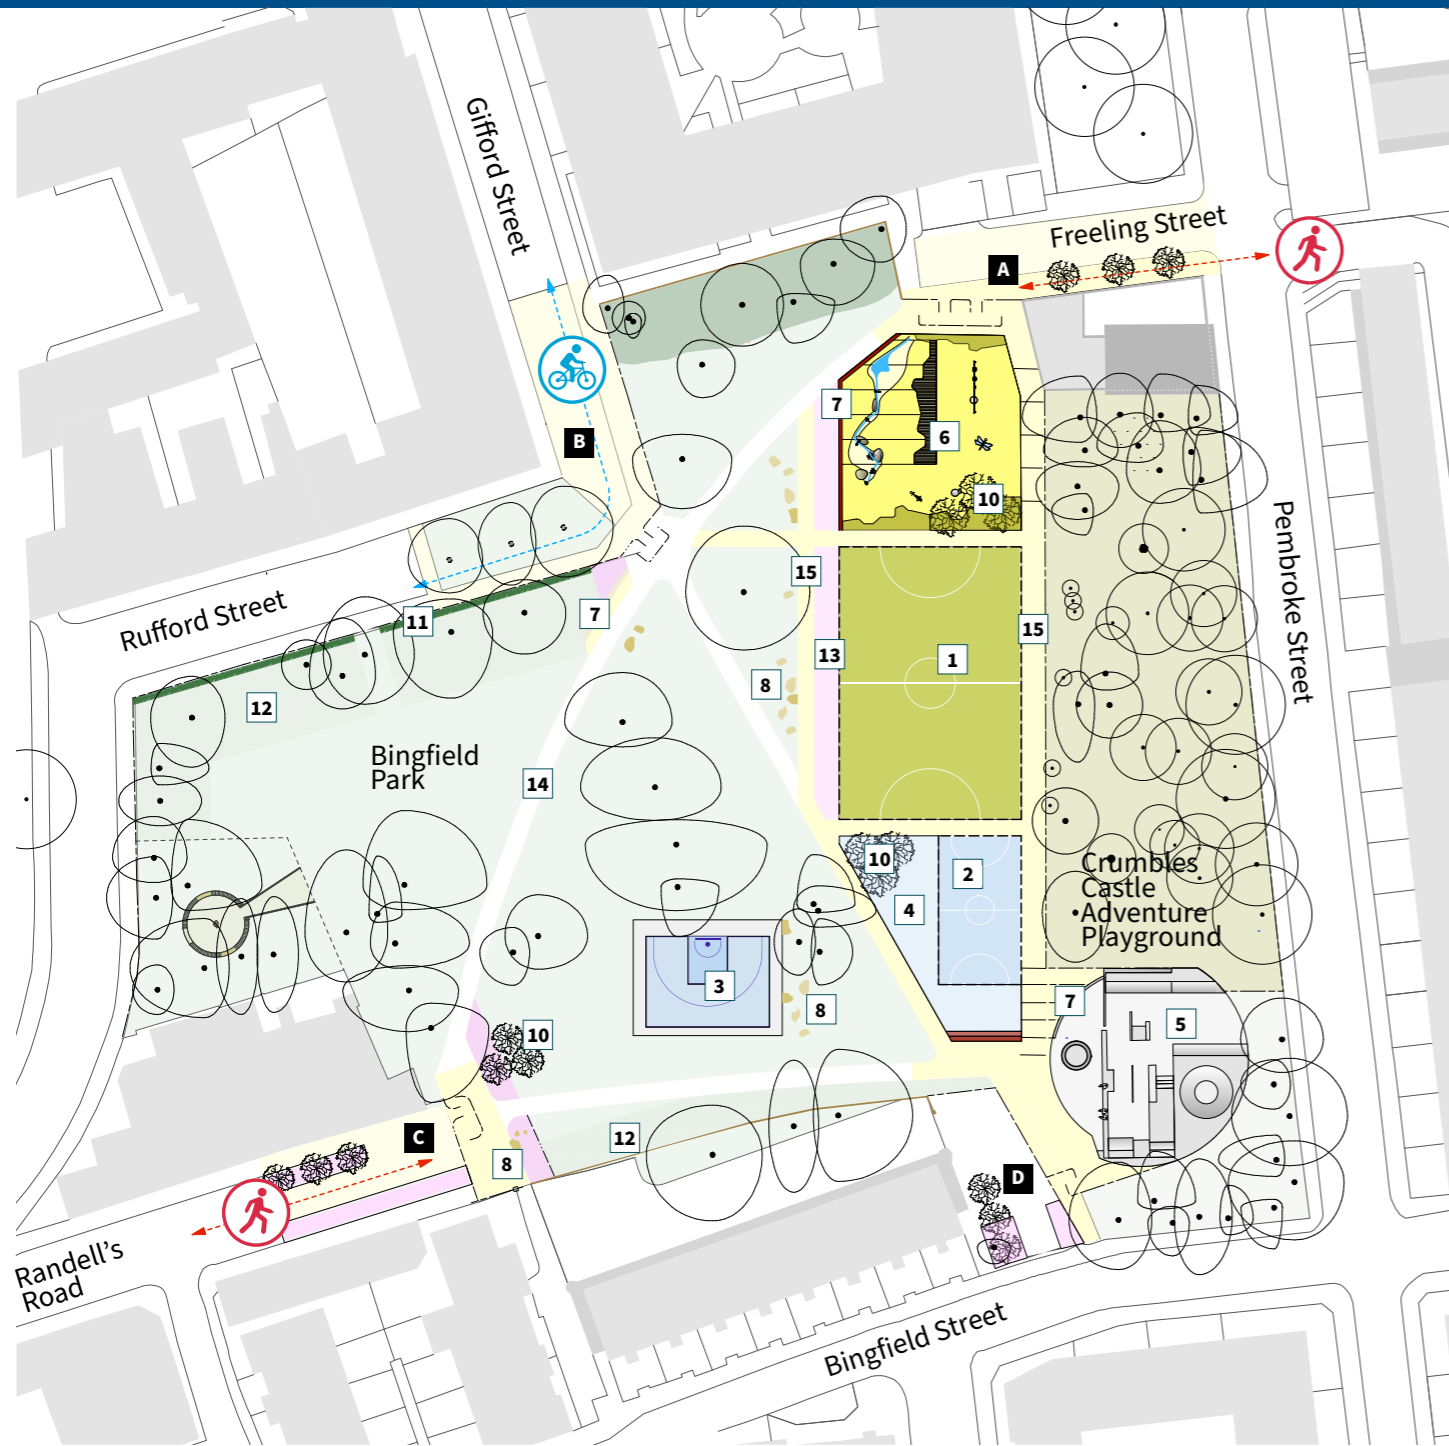 Gifford Street
Freeling Street
A
B
7
6
10
15
Rufford Street
11
7
15
13
1
8
12
Bingfield
Park
14
Pembroke Street
10
2
4
Crumbles
Castle
Adventure
Playground
3
8
7
5
10
C
12
8
D
Randell's
Road
Bingfield Street